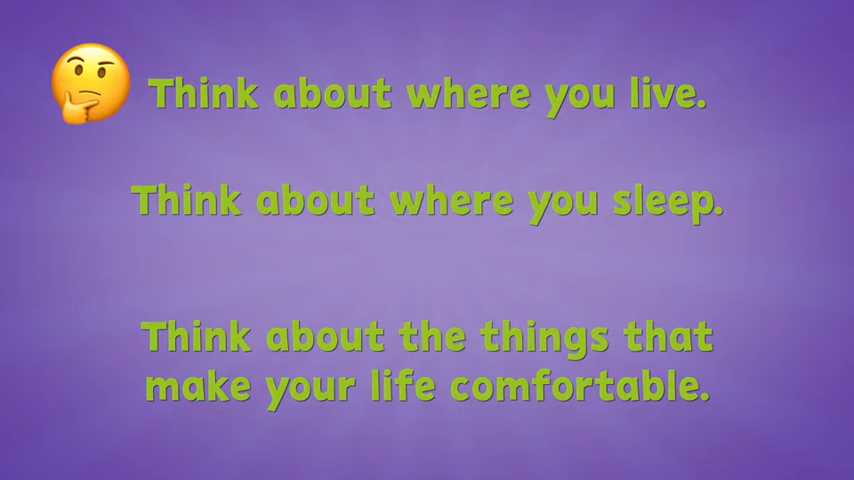 Think about where you live.
Think about where you sleep.
Think about the things that
make your life comfortable.